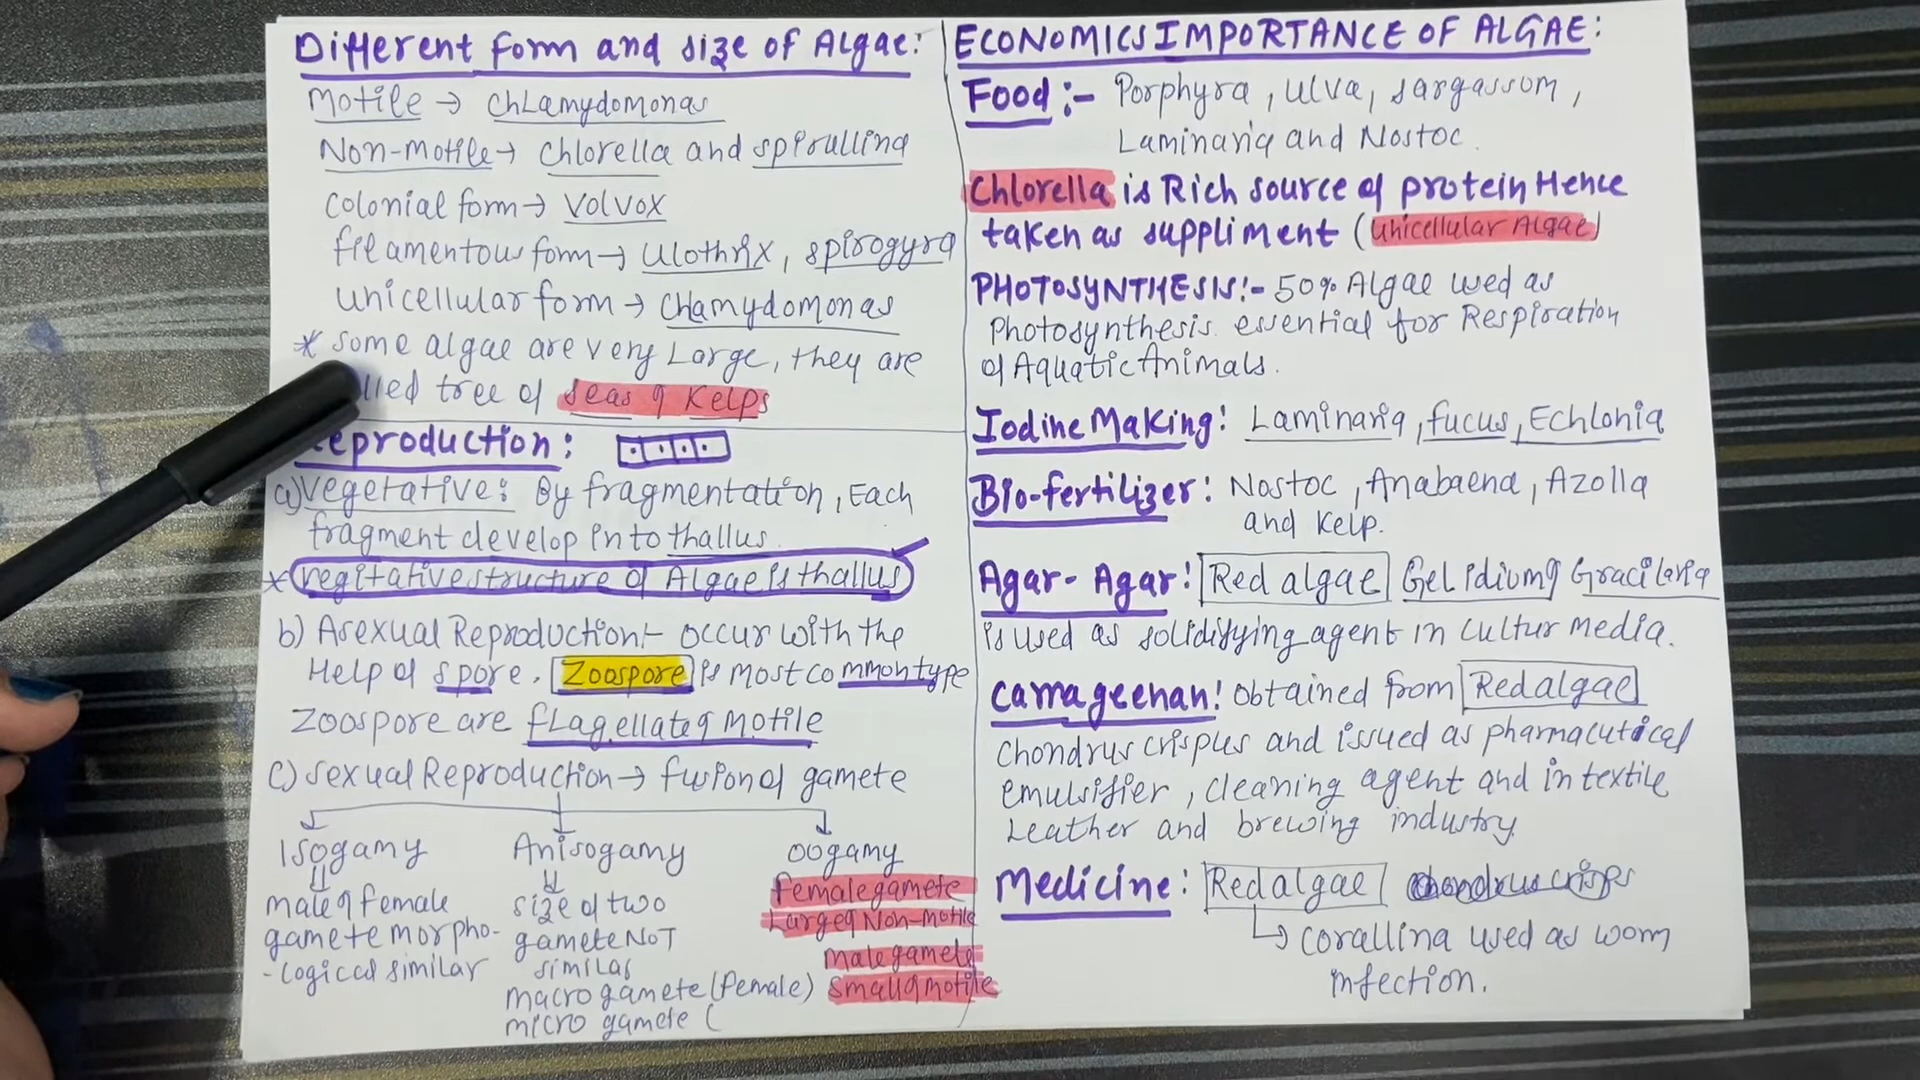 Different form and size of Algae:
Motile → Chlamydomonas
Non-motile → Chlorella and spirullina
Colonial form → Volvox
filamentous form → Ulothrix, spirogyra
Unicellular form → Chamydomonas
* Some algae are very Large, they are
lled tree of seas & Kelps
eproduction:
a) Vegetative: By fragmentation, Each
fragment develop into thallus.
* regitative structure of Algae is thallus
b) Asexual Reproduction:- occur with the
Help of spore. Zoospore is most common type
Zoospore are flagellate & motile
c) Sexual Reproduction → fusion of gamete
Isogamy
male & female
gamete morpho-
-logical similar
Anisogamy
size of two
gamete NOT
similar
macro gamete (female)
micro gamete (
oogamy
female gamete
Large & Non-motile
male gamete
small & motile
ECONOMICS IMPORTANCE OF ALGAE:
Food:- Porphyra, Ulva, sargassom,
Laminaria and Nostoc.
Chlorella is Rich source of protein Hence
taken as suppliment (Unicellular Algae)
PHOTOSYNTHESIS:- 50% Algae used as
Photosynthesis essential for Respiration
of Aquatic Animals.
Iodine Making: Laminaria, fucus, Echlonia
Bio-fertilizer: Nostoc, Anabaena, Azolla
and Kelp.
Agar-Agar: Red algae Gelidium & Gracilaria
is used as solidifying agent in Cultur media.
Carrageenan: Obtained from Red algae
Chondrus crispus and issued as pharmacutical
emulsifier, cleaning agent and in textile
Leather and brewing industry
Medicine: Red algae
Corallina used as worm
infection.